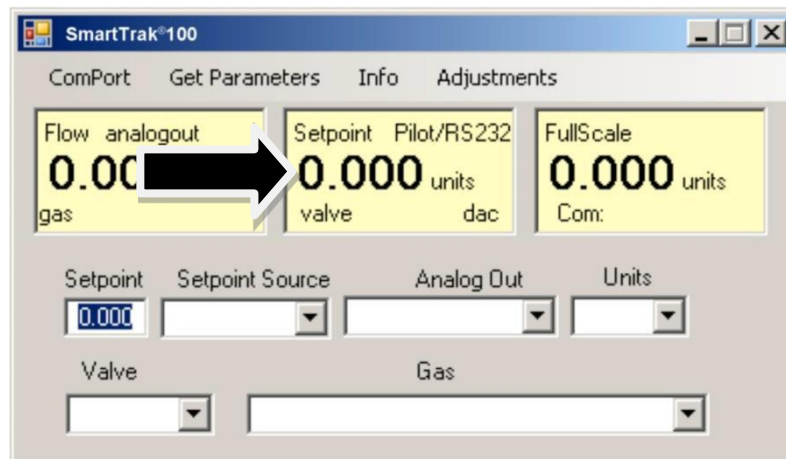 SmartTrak®100
ComPort Get Parameters Info Adjustments
Flow analogout
0.00
gas
Setpoint Pilot/RS232
0.000 units
valve dac
FullScale
0.000 units
Com:
Setpoint Setpoint Source Analog Out Units
0.000
Valve Gas